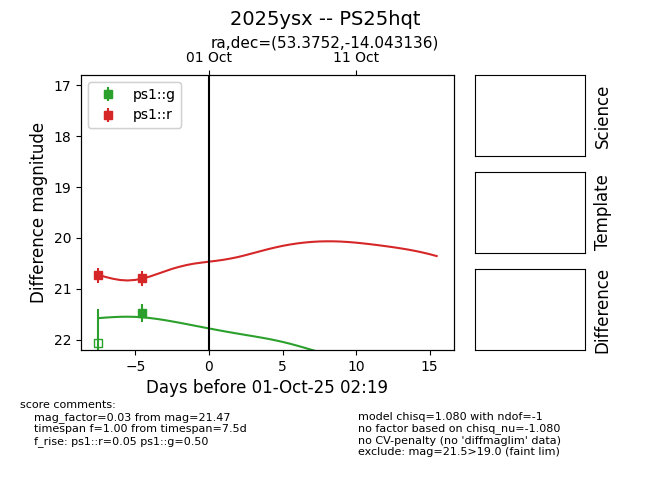 2025ysx -- PS25hqt
ra,dec=(53.3752,-14.043136)
01 Oct
11 Oct
ps1::g
ps1::r
17
18
19
20
21
22
Difference magnitude
−5
0
5
10
15
Days before 01-Oct-25 02:19
Science
Template
Difference
score comments:
mag_factor=0.03 from mag=21.47
timespan f=1.00 from timespan=7.5d
f_rise: ps1::r=0.05 ps1::g=0.50
model chisq=1.080 with ndof=-1
no factor based on chisq_nu=-1.080
no CV-penalty (no 'diffmaglim' data)
exclude: mag=21.5>19.0 (faint lim)